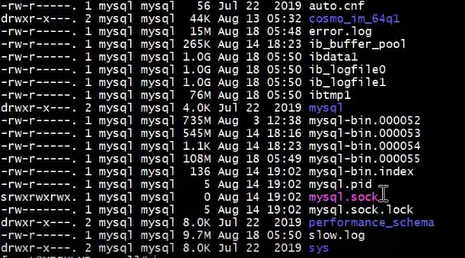 -rw-r-----. 1 mysql mysql 56 Jul 22 2019 auto.cnf
drwxr-x---. 2 mysql mysql 44K Aug 13 05:32 cosmo_im_64q1
-rw-r-----. 1 mysql mysql 15M Aug 18 05:48 error.log
-rw-r-----. 1 mysql mysql 265K Aug 14 18:23 ib_buffer_pool
-rw-r-----. 1 mysql mysql 1.0G Aug 18 05:50 ibdata1
-rw-r-----. 1 mysql mysql 1.0G Aug 18 05:50 ib_logfile0
-rw-r-----. 1 mysql mysql 1.0G Aug 18 05:50 ib_logfile1
-rw-r-----. 1 mysql mysql 76M Aug 18 05:50 ibtmp1
drwxr-x---. 2 mysql mysql 4.0K Jul 22 2019 mysql
-rw-r-----. 1 mysql mysql 735M Aug 3 12:38 mysql-bin.000052
-rw-r-----. 1 mysql mysql 545M Aug 14 18:16 mysql-bin.000053
-rw-r-----. 1 mysql mysql 1.1K Aug 14 18:23 mysql-bin.000054
-rw-r-----. 1 mysql mysql 108M Aug 18 05:49 mysql-bin.000055
-rw-r-----. 1 mysql mysql 136 Aug 14 19:02 mysql-bin.index
-rw-r-----. 1 mysql mysql 5 Aug 14 19:02 mysql.pid
srwxrwxrwx. 1 mysql mysql 0 Aug 14 19:02 mysql.sock
-rw-------. 1 mysql mysql 5 Aug 14 19:02 mysql.sock.lock
drwxr-x---. 2 mysql mysql 8.0K Jul 22 2019 performance_schema
-rw-r-----. 1 mysql mysql 9.7M Aug 18 05:50 slow.log
drwxr-x---. 2 mysql mysql 8.0K Jul 22 2019 sys